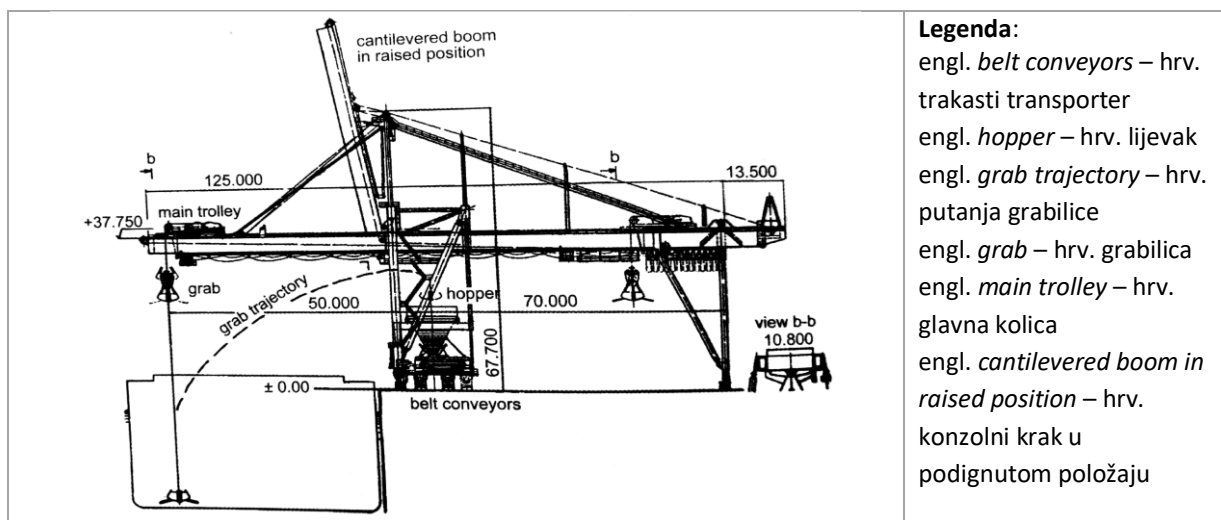 cantilevered boom
in raised position
b
b
125.000
13.500
+37.750
main trolley
grab
grab trajectory
50.000
hopper
70.000
67.700
view b-b
10.800
± 0.00
belt conveyors
Legenda:
engl. belt conveyors – hrv.
trakasti transporter
engl. hopper – hrv. lijevak
engl. grab trajectory – hrv.
putanja grabilice
engl. grab – hrv. grabilica
engl. main trolley – hrv.
glavna kolica
engl. cantilevered boom in
raised position – hrv.
konzolni krak u
podignutom položaju